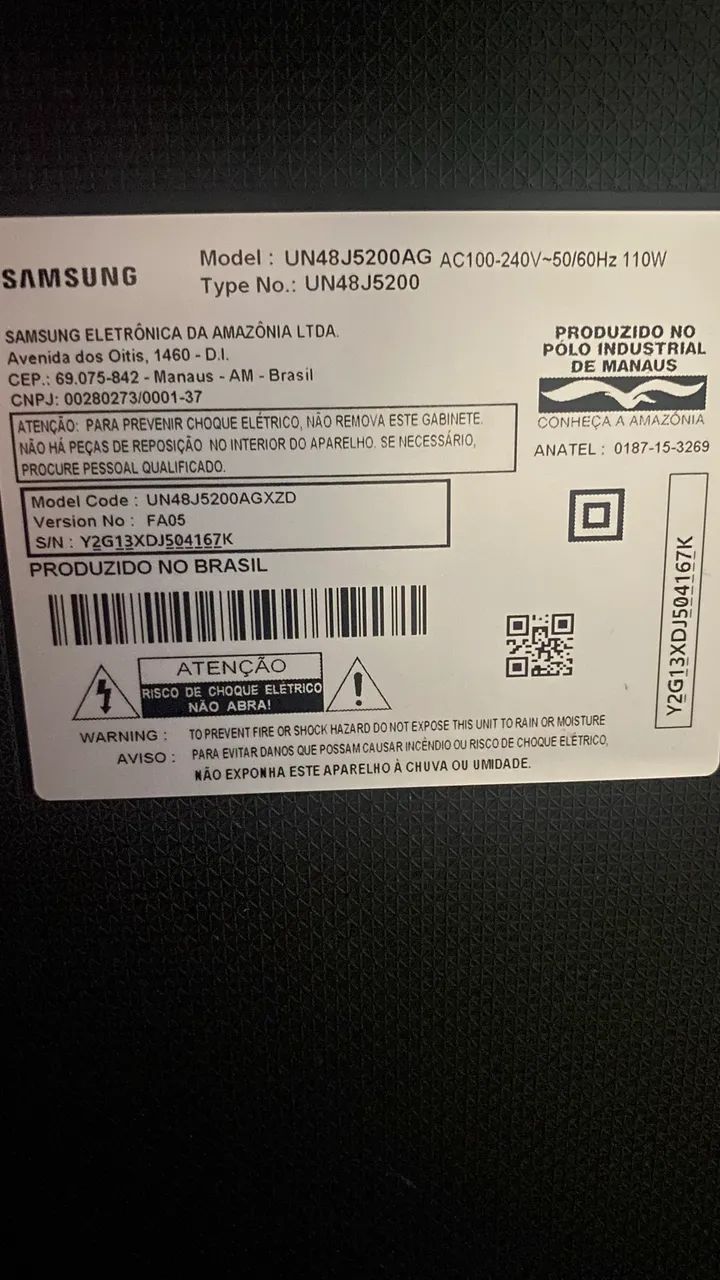 SAMSUNG
Model : UN48J5200AG AC100-240V~50/60Hz 110W
Type No.: UN48J5200
SAMSUNG ELETRÔNICA DA AMAZÔNIA LTDA.
Avenida dos Oitis, 1460 - D.I.
CEP.: 69.075-842 - Manaus - AM - Brasil
CNPJ: 00280273/0001-37
PRODUZIDO NO
PÓLO INDUSTRIAL
DE MANAUS
CONHEÇA A AMAZÔNIA
ANATEL : 0187-15-3269
ATENÇÃO: PARA PREVENIR CHOQUE ELÉTRICO, NÃO REMOVA ESTE GABINETE.
NÃO HÁ PEÇAS DE REPOSIÇÃO NO INTERIOR DO APARELHO. SE NECESSÁRIO,
PROCURE PESSOAL QUALIFICADO.
Model Code : UN48J5200AGXZD
Version No : FA05
S/N : Y2G13XDJ504167K
PRODUZIDO NO BRASIL
Y2G13XDJ504167K
ATENÇÃO
RISCO DE CHOQUE ELÉTRICO
NÃO ABRA!
WARNING : TO PREVENT FIRE OR SHOCK HAZARD DO NOT EXPOSE THIS UNIT TO RAIN OR MOISTURE
AVISO : PARA EVITAR DANOS QUE POSSAM CAUSAR INCÊNDIO OU RISCO DE CHOQUE ELÉTRICO,
NÃO EXPONHA ESTE APARELHO À CHUVA OU UMIDADE.